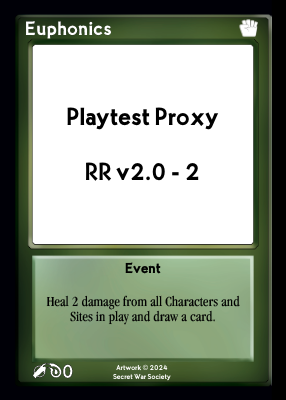 Euphonics
Playtest Proxy
RR v2.0 - 2
Event
Heal 2 damage from all Characters and
Sites in play and draw a card.
0
Artwork © 2024
Secret War Society